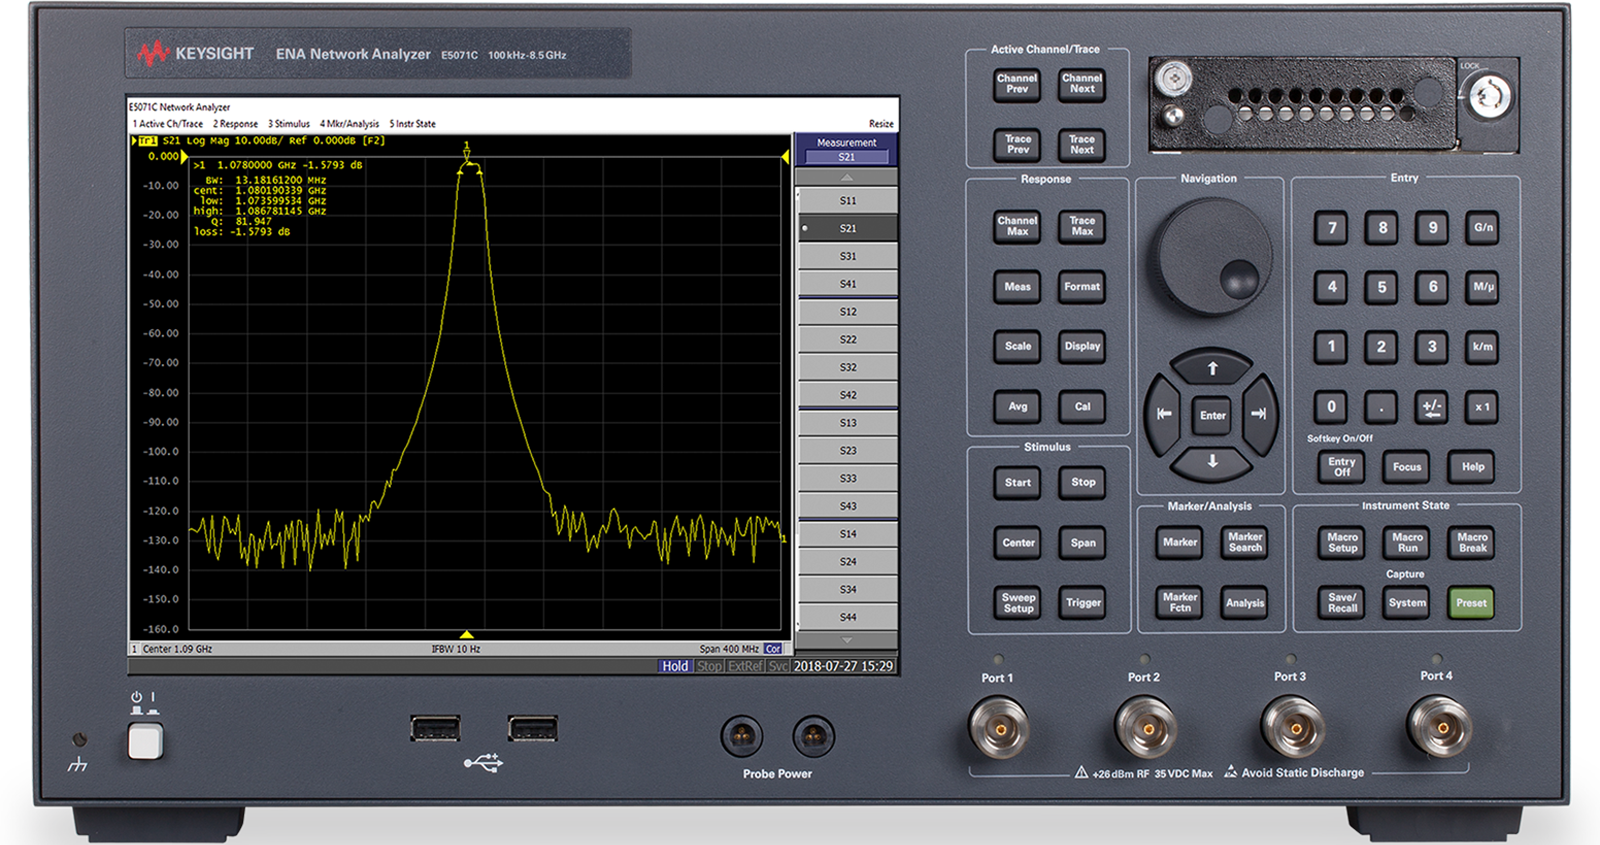 KEYSIGHT ENA Network Analyzer E5071C 100 kHz-8.5 GHz
E5071C Network Analyzer
1 Active Ch/Trace 2 Response 3 Stimulus 4 Mkr/Analysis 5 Instr State
Resize
Tr1 S21 Log Mag 10.00dB/ Ref 0.000dB [F2]
>1 1.0780000 GHz -1.5793 dB
BW: 13.18161200 MHz
cent: 1.080190339 GHz
low: 1.073599534 GHz
high: 1.086781145 GHz
Q: 81.947
loss: -1.5793 dB
1
0.000
-10.00
-20.00
-30.00
-40.00
-50.00
-60.00
-70.00
-80.00
-90.00
-100.0
-110.0
-120.0
-130.0
-140.0
-150.0
-160.0
1
1 Center 1.09 GHz
IFBW 10 Hz
Span 400 MHz Cor
Hold Stop ExtRef Svc 2018-07-27 15:29
Measurement
S21
S11
S21
S31
S41
S12
S22
S32
S42
S13
S23
S33
S43
S14
S24
S34
S44
Active Channel/Trace
Channel Prev
Channel Next
Trace Prev
Trace Next
LOCK
Response
Channel Max
Trace Max
Meas
Format
Scale
Display
Avg
Cal
Navigation
Enter
Entry
7 8 9 G/n
4 5 6 M/µ
1 2 3 k/m
0 . +/- x 1
Softkey On/Off
Entry Off
Focus
Help
Stimulus
Start
Stop
Center
Span
Sweep Setup
Trigger
Marker/Analysis
Marker
Marker Search
Marker Fctn
Analysis
Instrument State
Macro Setup
Macro Run
Macro Break
Capture
Save/ Recall
System
Preset
Probe Power
Port 1
Port 2
Port 3
Port 4
+26 dBm RF 35 VDC Max
Avoid Static Discharge